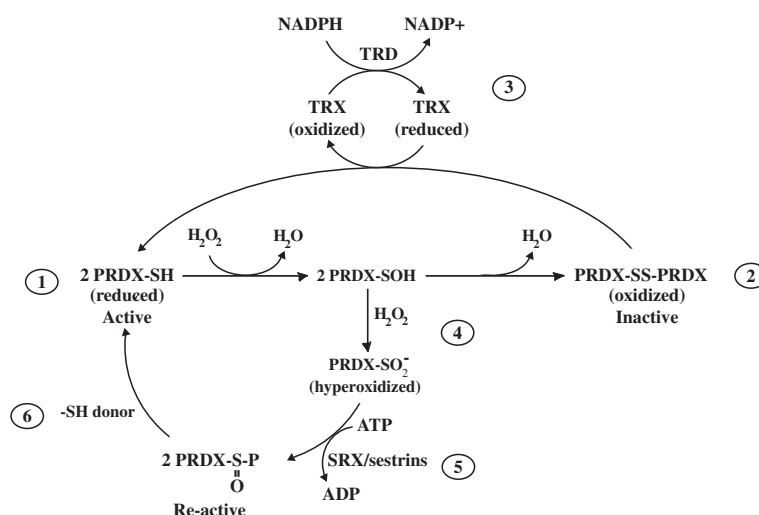 NADPH NADP+
TRD
3
TRX TRX
(oxidized) (reduced)
H₂O₂ H₂O H₂O
1 2 PRDX-SH 2 PRDX-SOH PRDX-SS-PRDX 2
(reduced) (oxidized)
Active Inactive
H₂O₂ 4
PRDX-SO₂⁻
(hyperoxidized)
6 -SH donor
ATP
2 PRDX-S-P SRX/sestrins 5
O
ADP
Re-active